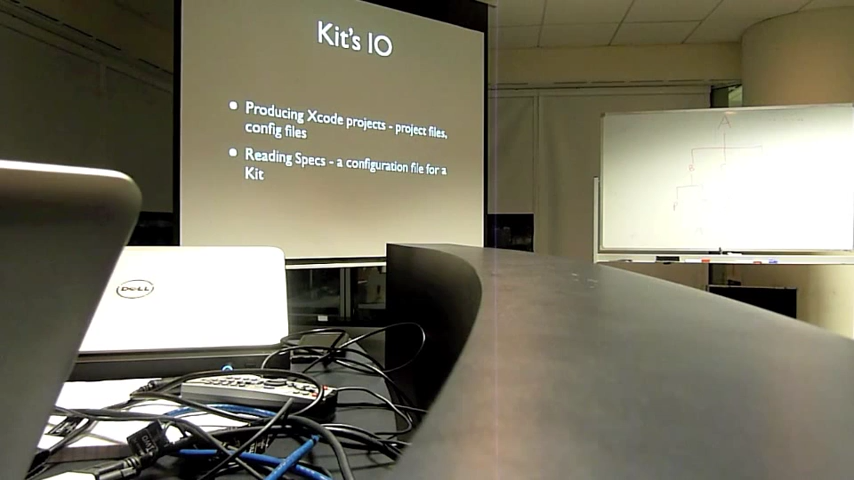 Kit's IO
Producing Xcode projects - project files,
config files
Reading Specs - a configuration file for a
Kit
DELL
A